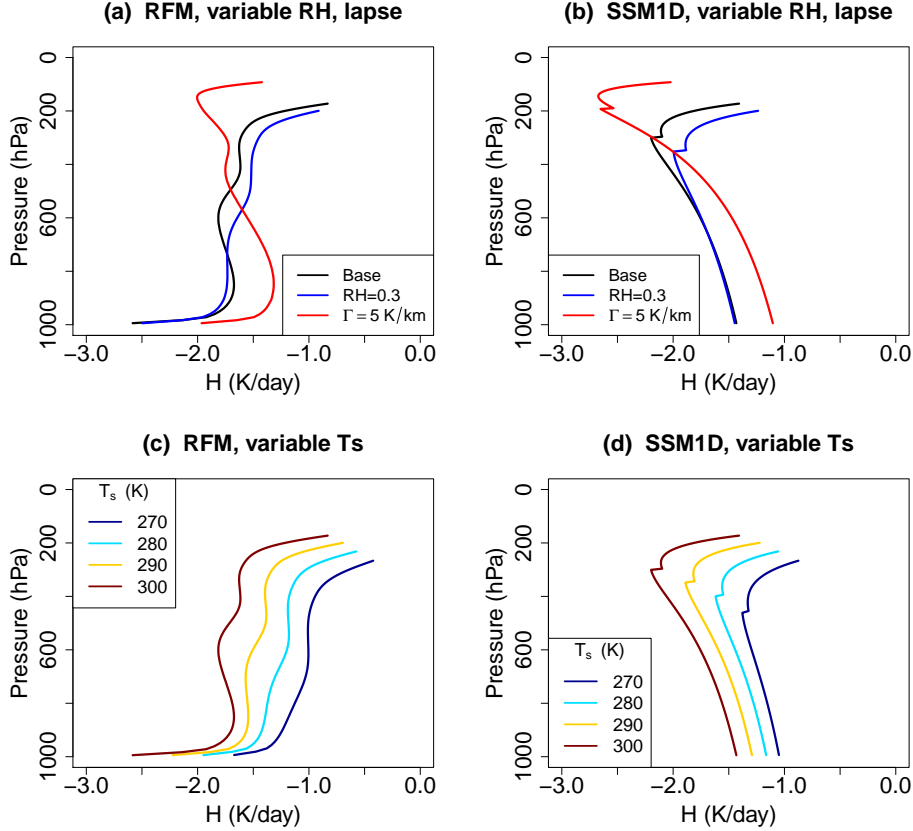 (a) RFM, variable RH, lapse
0
200
600
1000
Pressure (hPa)
Base
RH=0.3
Γ = 5 K/km
−3.0 −2.0 −1.0 0.0
H (K/day)
(b) SSM1D, variable RH, lapse
0
200
600
1000
Pressure (hPa)
Base
RH=0.3
Γ = 5 K/km
−3.0 −2.0 −1.0 0.0
H (K/day)
(c) RFM, variable Ts
0
200
600
1000
Pressure (hPa)
T_s (K)
270
280
290
300
−3.0 −2.0 −1.0 0.0
H (K/day)
(d) SSM1D, variable Ts
0
200
600
1000
Pressure (hPa)
T_s (K)
270
280
290
300
−3.0 −2.0 −1.0 0.0
H (K/day)